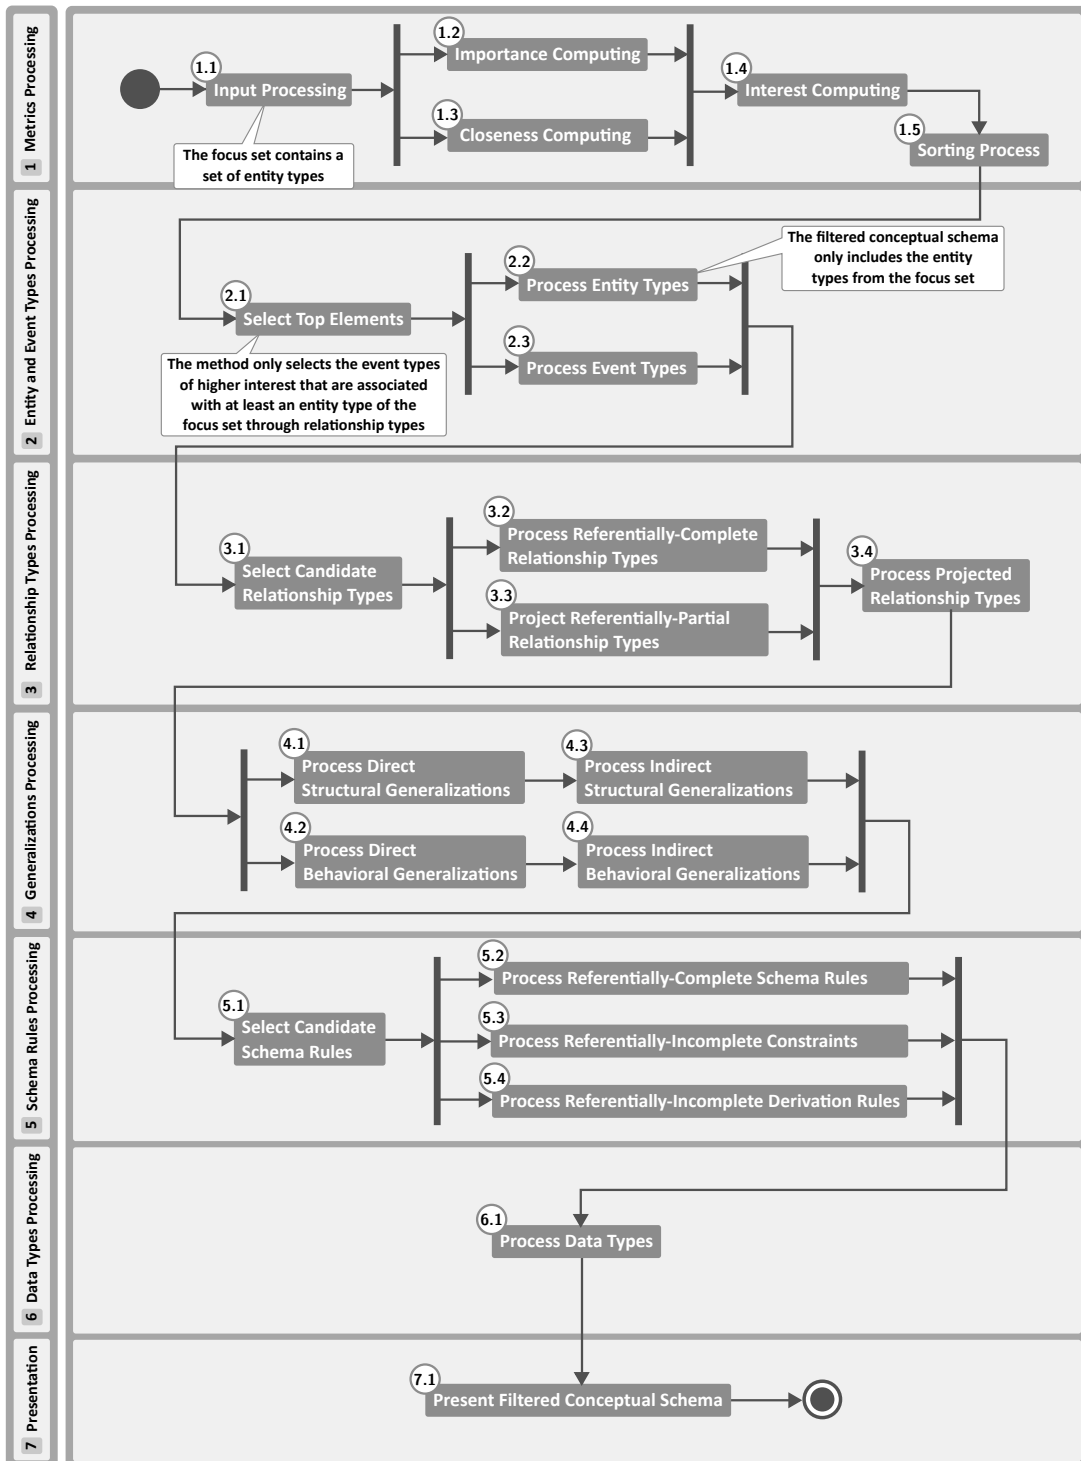 1 Metrics Processing
1.1
Input Processing
The focus set contains a
set of entity types
1.2
Importance Computing
1.3
Closeness Computing
1.4
Interest Computing
1.5
Sorting Process
2 Entity and Event Types Processing
2.1
Select Top Elements
The method only selects the event types
of higher interest that are associated
with at least an entity type of the
focus set through relationship types
2.2
Process Entity Types
The filtered conceptual schema
only includes the entity
types from the focus set
2.3
Process Event Types
3 Relationship Types Processing
3.1
Select Candidate
Relationship Types
3.2
Process Referentially-Complete
Relationship Types
3.3
Project Referentially-Partial
Relationship Types
3.4
Process Projected
Relationship Types
4 Generalizations Processing
4.1
Process Direct
Structural Generalizations
4.3
Process Indirect
Structural Generalizations
4.2
Process Direct
Behavioral Generalizations
4.4
Process Indirect
Behavioral Generalizations
5 Schema Rules Processing
5.1
Select Candidate
Schema Rules
5.2
Process Referentially-Complete Schema Rules
5.3
Process Referentially-Incomplete Constraints
5.4
Process Referentially-Incomplete Derivation Rules
6 Data Types Processing
6.1
Process Data Types
7 Presentation
7.1
Present Filtered Conceptual Schema